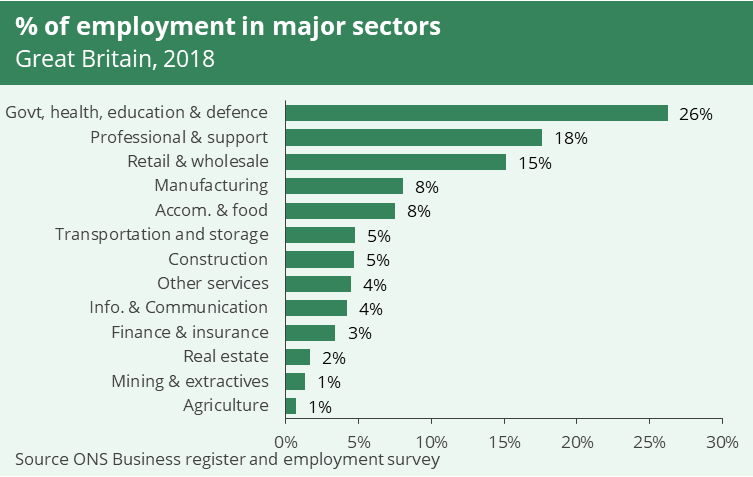 % of employment in major sectors
Great Britain, 2018
Govt, health, education & defence 26%
Professional & support 18%
Retail & wholesale 15%
Manufacturing 8%
Accom. & food 8%
Transportation and storage 5%
Construction 5%
Other services 4%
Info. & Communication 4%
Finance & insurance 3%
Real estate 2%
Mining & extractives 1%
Agriculture 1%
0% 5% 10% 15% 20% 25% 30%
Source ONS Business register and employment survey